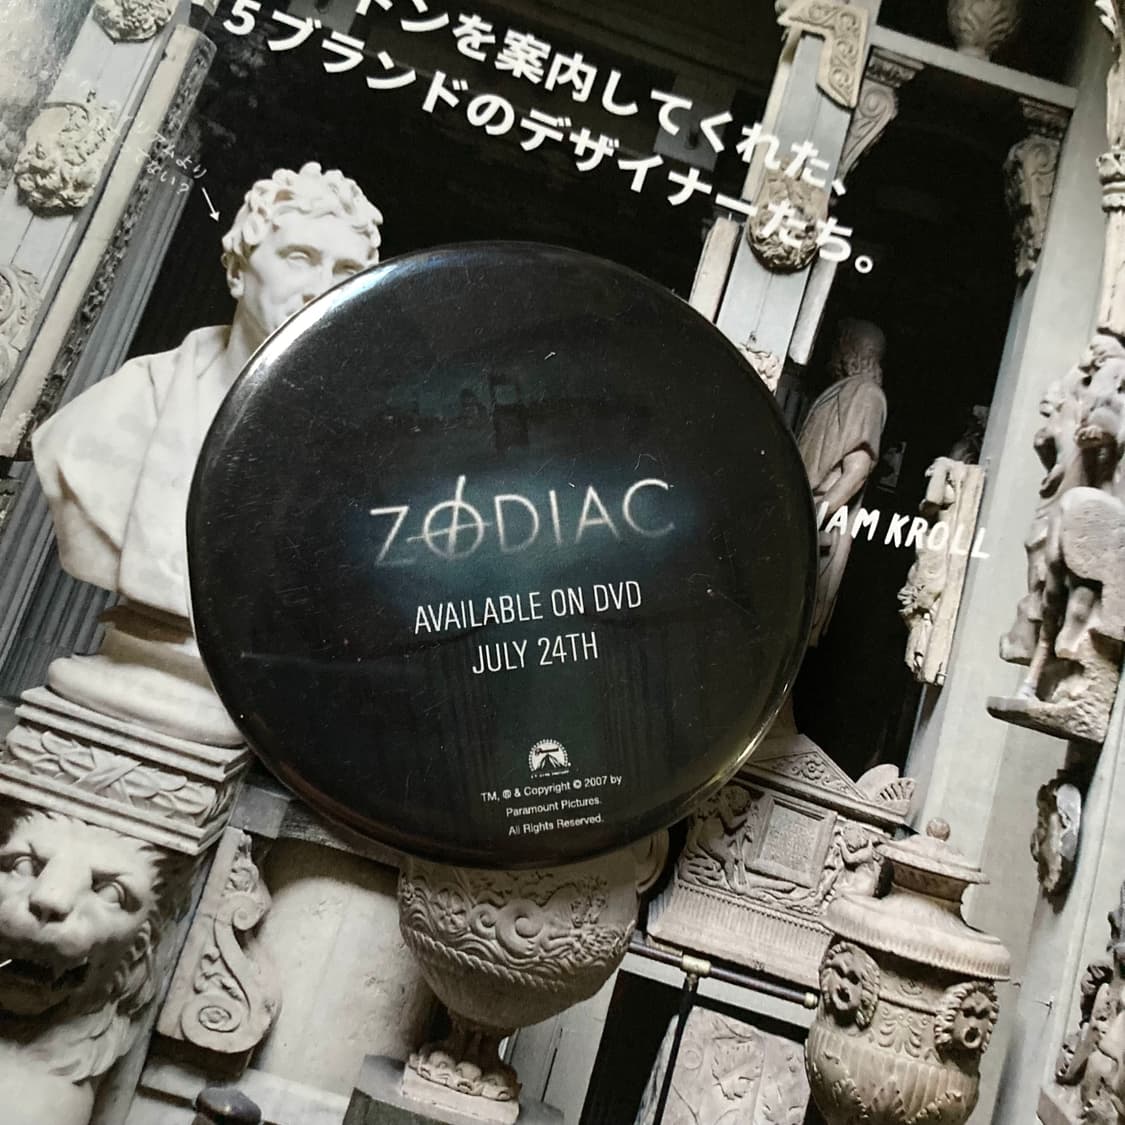 ドンを案内してくれた、
5ブランドのデザイナーたち。
ZODIAC
IAM KROLL
AVAILABLE ON DVD
JULY 24TH
TM, ® & Copyright © 2007 by
Paramount Pictures.
All Rights Reserved.